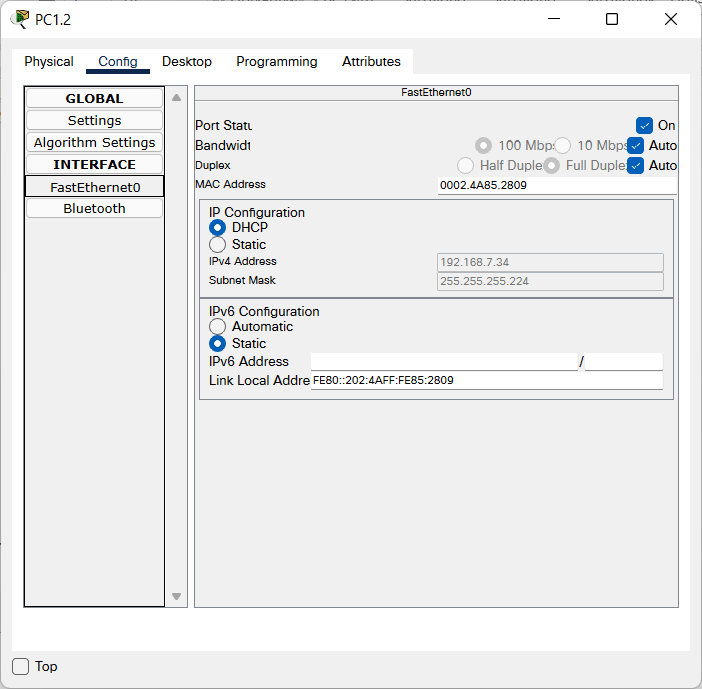 PC1.2
Physical Config Desktop Programming Attributes
GLOBAL
Settings
Algorithm Settings
INTERFACE
FastEthernet0
Bluetooth
FastEthernet0
Port Statu On
Bandwidt 100 Mbps 10 Mbps Auto
Duplex Half Duple Full Duple Auto
MAC Address 0002.4A85.2809
IP Configuration
DHCP
Static
IPv4 Address 192.168.7.34
Subnet Mask 255.255.255.224
IPv6 Configuration
Automatic
Static
IPv6 Address /
Link Local Addre FE80::202:4AFF:FE85:2809
Top